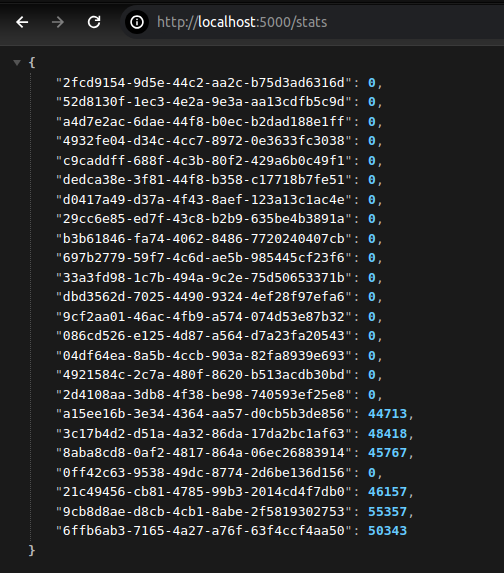 http://localhost:5000/stats
{
"2fcd9154-9d5e-44c2-aa2c-b75d3ad6316d": 0,
"52d8130f-1ec3-4e2a-9e3a-aa13cdfb5c9d": 0,
"a4d7e2ac-6dae-44f8-b0ec-b2dad188e1ff": 0,
"4932fe04-d34c-4cc7-8972-0e3633fc3038": 0,
"c9caddff-688f-4c3b-80f2-429a6b0c49f1": 0,
"dedca38e-3f81-44f8-b358-c17718b7fe51": 0,
"d0417a49-d37a-4f43-8aef-123a13c1ac4e": 0,
"29cc6e85-ed7f-43c8-b2b9-635be4b3891a": 0,
"b3b61846-fa74-4062-8486-7720240407cb": 0,
"697b2779-59f7-4c6d-ae5b-985445cf23f6": 0,
"33a3fd98-1c7b-494a-9c2e-75d50653371b": 0,
"dbd3562d-7025-4490-9324-4ef28f97efa6": 0,
"9cf2aa01-46ac-4fb9-a574-074d53e87b32": 0,
"086cd526-e125-4d87-a564-d7a23fa20543": 0,
"04df64ea-8a5b-4ccb-903a-82fa8939e693": 0,
"4921584c-2c7a-480f-8620-b513acdb30bd": 0,
"2d4108aa-3db8-4f38-be98-740593ef25e8": 0,
"a15ee16b-3e34-4364-aa57-d0cb5b3de856": 44713,
"3c17b4d2-d51a-4a32-86da-17da2bc1af63": 48418,
"8aba8cd8-0af2-4817-864a-06ec26883914": 45767,
"0ff42c63-9538-49dc-8774-2d6be136d156": 0,
"21c49456-cb81-4785-99b3-2014cd4f7db0": 46157,
"9cb8d8ae-d8cb-4cb1-8abe-2f5819302753": 55357,
"6ffb6ab3-7165-4a27-a76f-63f4ccf4aa50": 50343
}